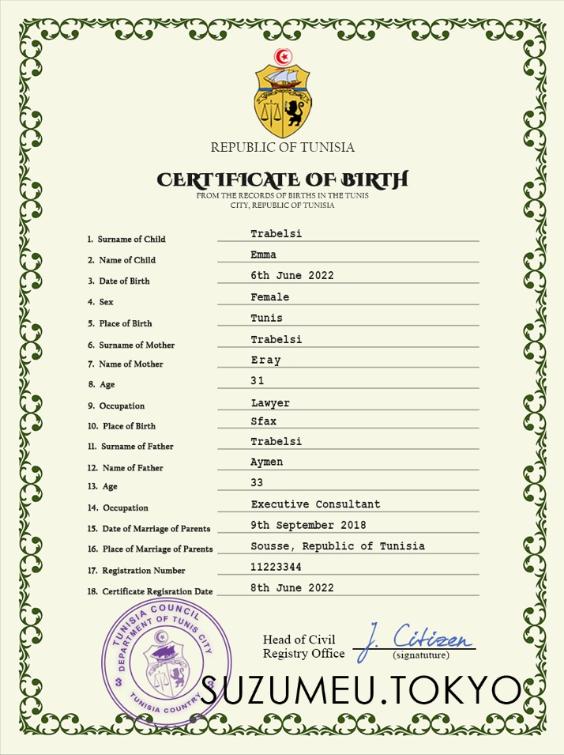 REPUBLIC OF TUNISIA
CERTIFICATE OF BIRTH
FROM THE RECORDS OF BIRTHS IN THE TUNIS
CITY, REPUBLIC OF TUNISIA
1. Surname of Child Trabelsi
2. Name of Child Emma
3. Date of Birth 6th June 2022
4. Sex Female
5. Place of Birth Tunis
6. Surname of Mother Trabelsi
7. Name of Mother Eray
8. Age 31
9. Occupation Lawyer
10. Place of Birth Sfax
11. Surname of Father Trabelsi
12. Name of Father Aymen
13. Age 33
14. Occupation Executive Consultant
15. Date of Marriage of Parents 9th September 2018
16. Place of Marriage of Parents Sousse, Republic of Tunisia
17. Registration Number 11223344
18. Certificate Regisration Date 8th June 2022
TUNISIA COUNCIL
DEPARTMENT OF TUNIS CITY
3 3
TUNISIA COUNTRY
Head of Civil
Registry Office
J. Citizen
(signatuture)
SUZUMEU.TOKYO